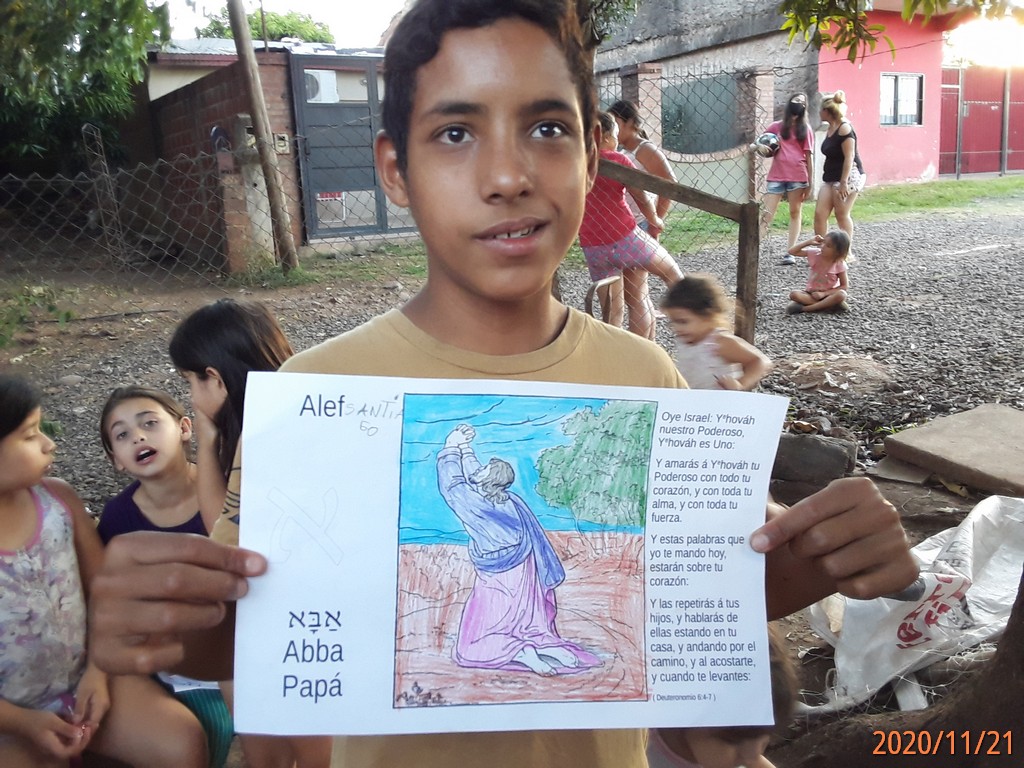 Alef SANTIA
GO
א
אַבָּא
Abba
Papá
Oye Israel: Yᵉhováh
nuestro Poderoso,
Yᵉhováh es Uno:
Y amarás á Yᵉhováh tu
Poderoso con todo tu
corazón, y con toda tu
alma, y con toda tu
fuerza.
Y estas palabras que
yo te mando hoy,
estarán sobre tu
corazón:
Y las repetirás á tus
hijos, y hablarás de
ellas estando en tu
casa, y andando por el
camino, y al acostarte,
y cuando te levantes:
( Deuteronomio 6:4-7 )
2020/11/21